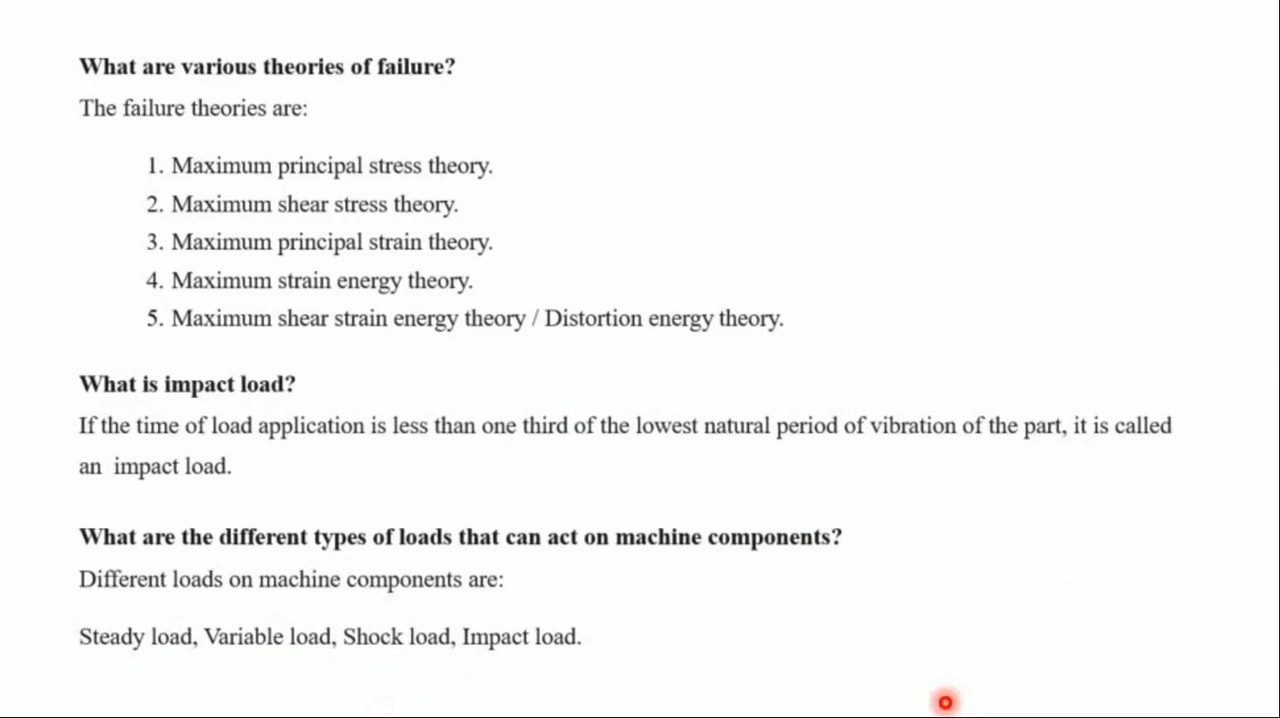 What are various theories of failure?
The failure theories are:
1. Maximum principal stress theory.
2. Maximum shear stress theory.
3. Maximum principal strain theory.
4. Maximum strain energy theory.
5. Maximum shear strain energy theory / Distortion energy theory.
What is impact load?
If the time of load application is less than one third of the lowest natural period of vibration of the part, it is called
an impact load.
What are the different types of loads that can act on machine components?
Different loads on machine components are:
Steady load, Variable load, Shock load, Impact load.